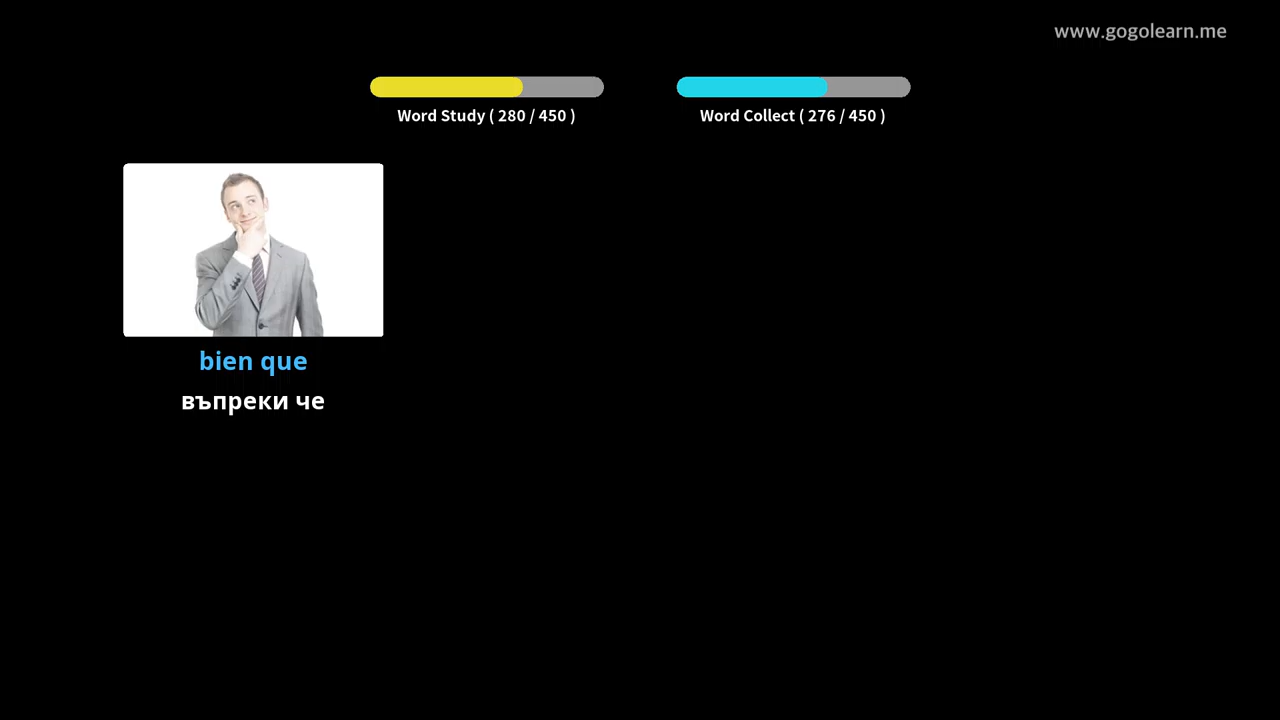 www.gogolearn.me
Word Study ( 280 / 450 )
Word Collect ( 276 / 450 )
bien que
въпреки че